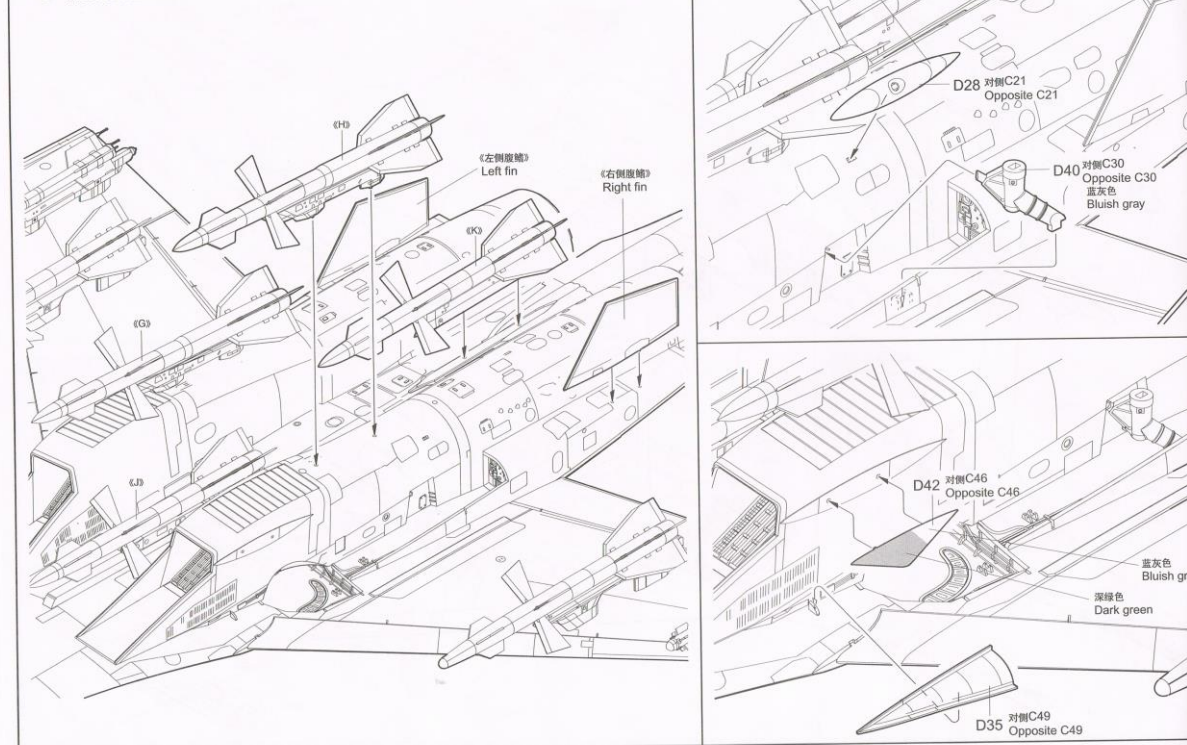 《H》
《左侧腹鳍》
Left fin
《右侧腹鳍》
Right fin
《K》
《G》
《J》
D28 对侧C21
Opposite C21
D40 对侧C30
Opposite C30
蓝灰色
Bluish gray
D42 对侧C46
Opposite C46
蓝灰色
Bluish gr
深绿色
Dark green
D35 对侧C49
Opposite C49